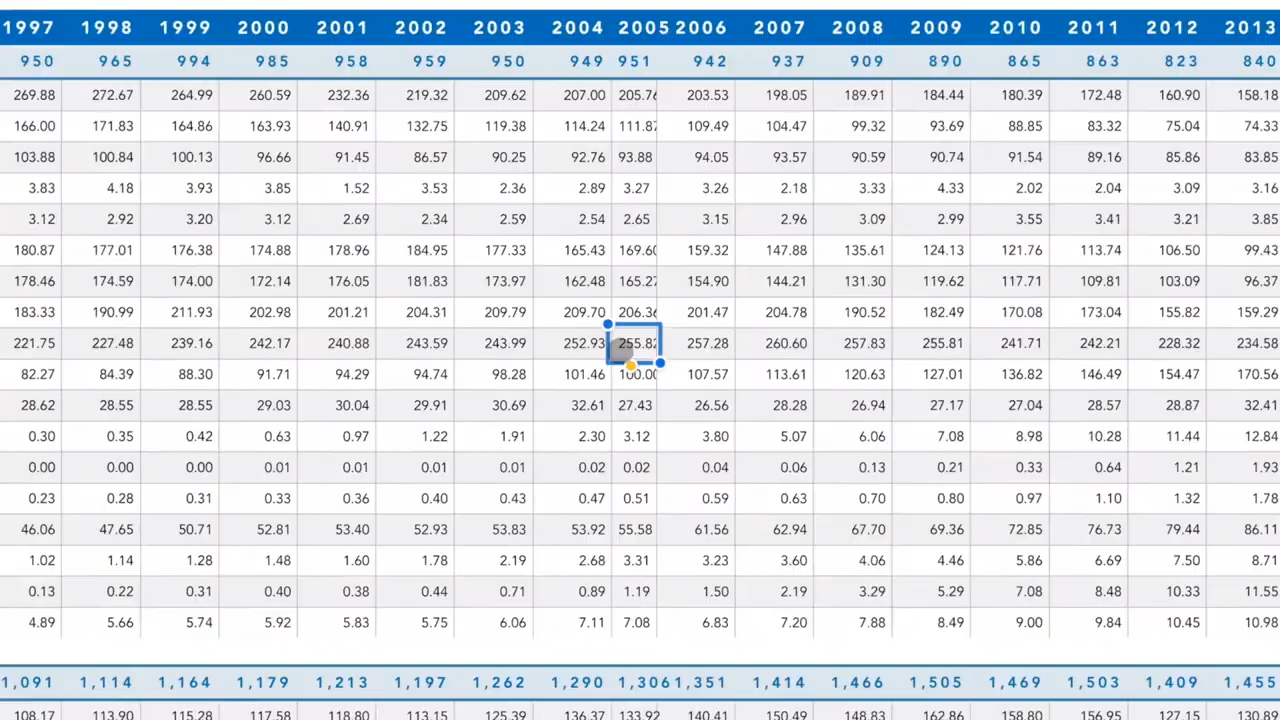 1997 1998 1999 2000 2001 2002 2003 2004 2005 2006 2007 2008 2009 2010 2011 2012 2013
950 965 994 985 958 959 950 949 951 942 937 909 890 865 863 823 840
269.88 272.67 264.99 260.59 232.36 219.32 209.62 207.00 205.76 203.53 198.05 189.91 184.44 180.39 172.48 160.90 158.18
166.00 171.83 164.86 163.93 140.91 132.75 119.38 114.24 111.87 109.49 104.47 99.32 93.69 88.85 83.32 75.04 74.33
103.88 100.84 100.13 96.66 91.45 86.57 90.25 92.76 93.88 94.05 93.57 90.59 90.74 91.54 89.16 85.86 83.85
3.83 4.18 3.93 3.85 1.52 3.53 2.36 2.89 3.27 3.26 2.18 3.33 4.33 2.02 2.04 3.09 3.16
3.12 2.92 3.20 3.12 2.69 2.34 2.59 2.54 2.65 3.15 2.96 3.09 2.99 3.55 3.41 3.21 3.85
180.87 177.01 176.38 174.88 178.96 184.95 177.33 165.43 169.60 159.32 147.88 135.61 124.13 121.76 113.74 106.50 99.43
178.46 174.59 174.00 172.14 176.05 181.83 173.97 162.48 165.27 154.90 144.21 131.30 119.62 117.71 109.81 103.09 96.37
183.33 190.99 211.93 202.98 201.21 204.31 209.79 209.70 206.36 201.47 204.78 190.52 182.49 170.08 173.04 155.82 159.29
221.75 227.48 239.16 242.17 240.88 243.59 243.99 252.93 255.82 257.28 260.60 257.83 255.81 241.71 242.21 228.32 234.58
82.27 84.39 88.30 91.71 94.29 94.74 98.28 101.46 100.00 107.57 113.61 120.63 127.01 136.82 146.49 154.47 170.56
28.62 28.55 28.55 29.03 30.04 29.91 30.69 32.61 27.43 26.56 28.28 26.94 27.17 27.04 28.57 28.87 32.41
0.30 0.35 0.42 0.63 0.97 1.22 1.91 2.30 3.12 3.80 5.07 6.06 7.08 8.98 10.28 11.44 12.84
0.00 0.00 0.00 0.01 0.01 0.01 0.01 0.02 0.02 0.04 0.06 0.13 0.21 0.33 0.64 1.21 1.93
0.23 0.28 0.31 0.33 0.36 0.40 0.43 0.47 0.51 0.59 0.63 0.70 0.80 0.97 1.10 1.32 1.78
46.06 47.65 50.71 52.81 53.40 52.93 53.83 53.92 55.58 61.56 62.94 67.70 69.36 72.85 76.73 79.44 86.11
1.02 1.14 1.28 1.48 1.60 1.78 2.19 2.68 3.31 3.23 3.60 4.06 4.46 5.86 6.69 7.50 8.71
0.13 0.22 0.31 0.40 0.38 0.44 0.71 0.89 1.19 1.50 2.19 3.29 5.29 7.08 8.48 10.33 11.55
4.89 5.66 5.74 5.92 5.83 5.75 6.06 7.11 7.08 6.83 7.20 7.88 8.49 9.00 9.84 10.45 10.98
1,091 1,114 1,164 1,179 1,213 1,197 1,262 1,290 1,306 1,351 1,414 1,466 1,505 1,469 1,503 1,409 1,455
108.17 113.90 115.28 117.58 118.80 113.15 125.39 136.37 133.92 140.41 150.49 148.83 162.86 158.80 156.95 127.15 130.89